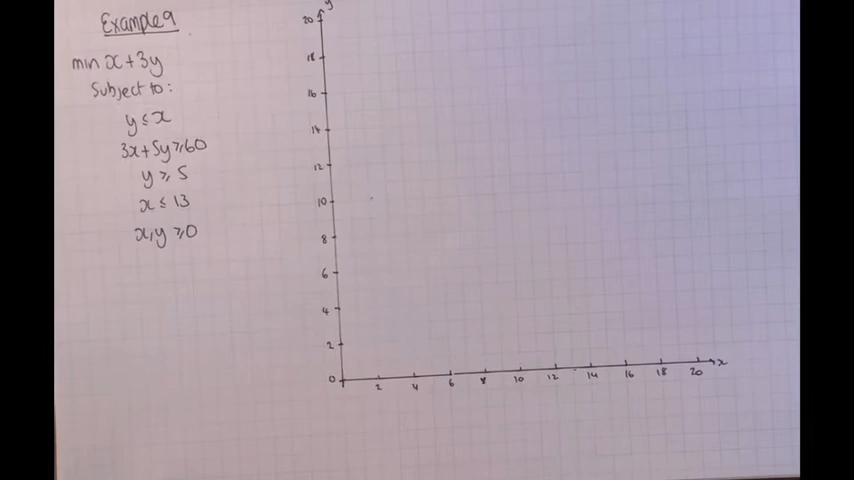 Example 9
min x + 3y
Subject to:
y ≤ x
3x + 5y ≥ 60
y ≥ 5
x ≤ 13
x, y ≥ 0
y
20
18
16
14
12
10
8
6
4
2
0
2 4 6 8 10 12 14 16 18 20 x